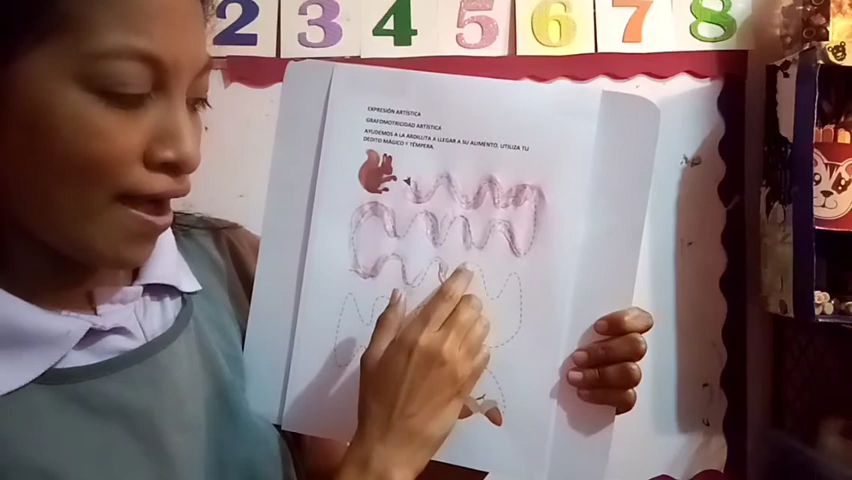 2 3 4 5 6 7 8
EXPRESIÓN ARTÍSTICA
GRAFOMOTRICIDAD ARTÍSTICA
AYUDEMOS A LA ARDILLITA A LLEGAR A SU ALIMENTO. UTILIZA TU
DEDITO MÁGICO Y TÉMPERA.